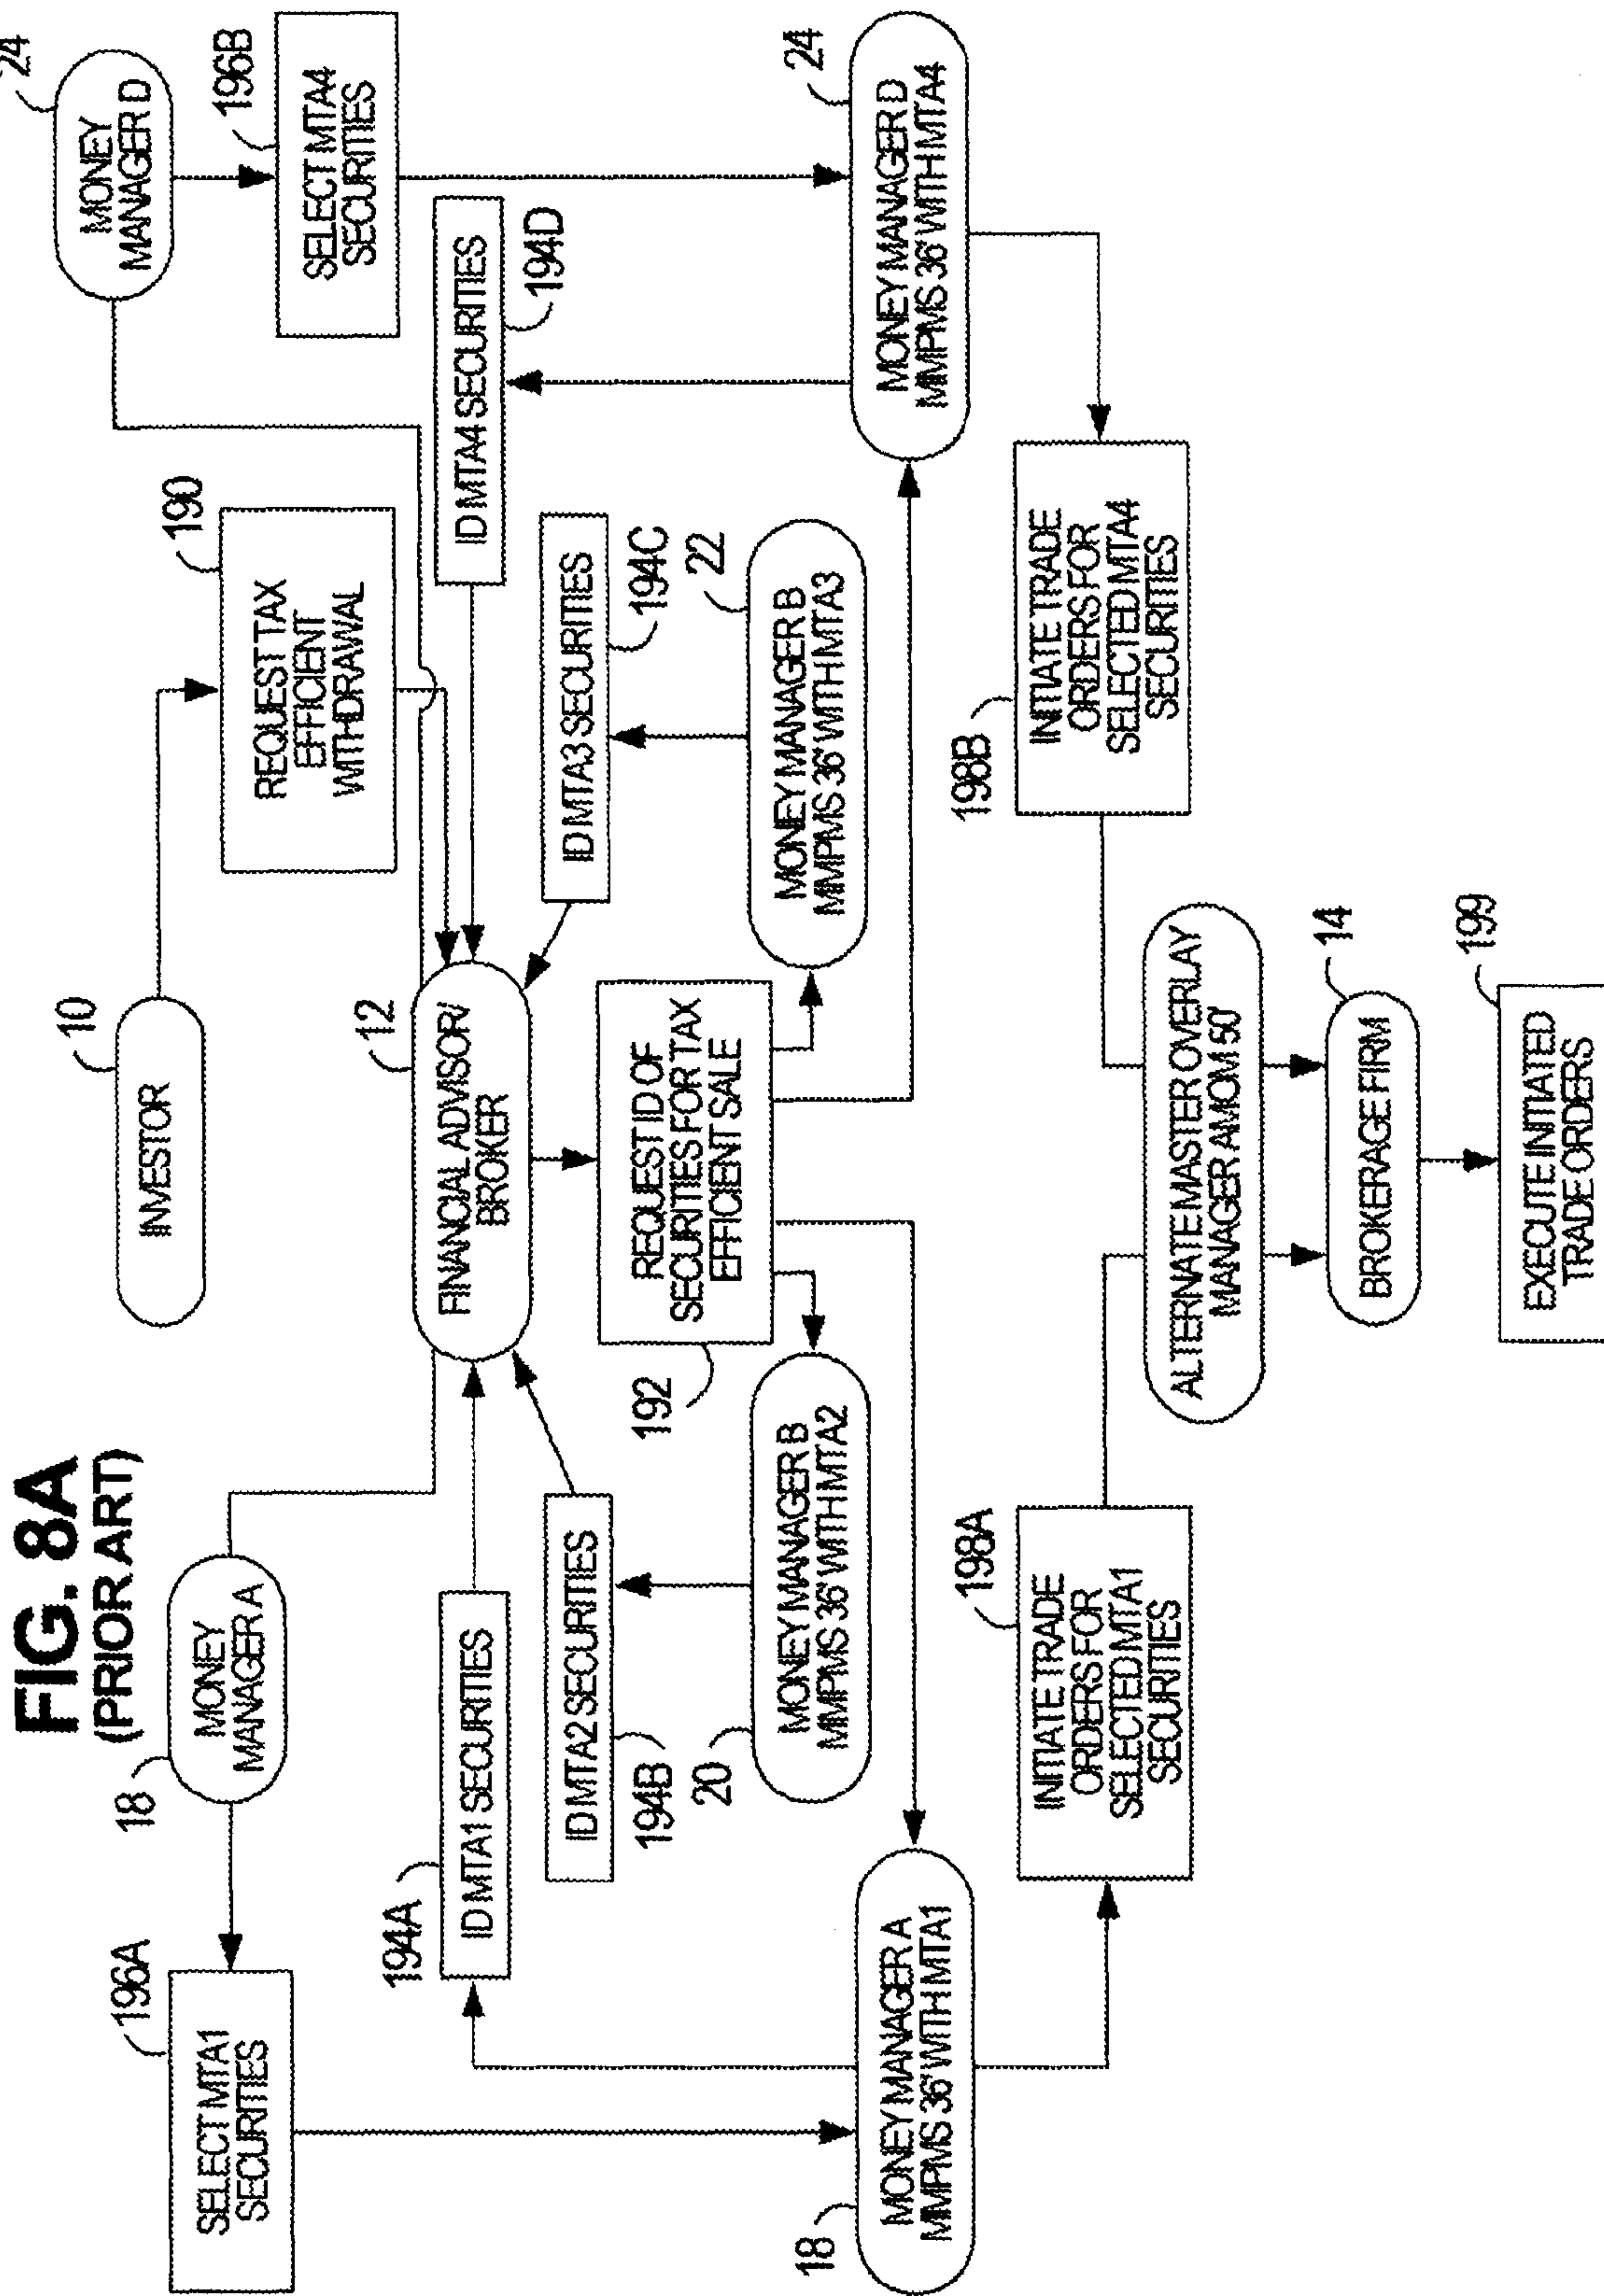 FIG. 8A
(PRIOR ART)
10
INVESTOR
18
MONEY
MANAGER A
24
MONEY
MANAGER D
196A
SELECT MTA1
SECURITIES
190
REQUEST TAX
EFFICIENT
WITHDRAWAL
196B
SELECT MTA4
SECURITIES
194A
ID MTA1 SECURITIES
12
FINANCIAL ADVISOR/
BROKER
ID MTA4 SECURITIES
194D
ID MTA2 SECURITIES
194B
ID MTA3 SECURITIES
194C
192
REQUEST ID OF
SECURITIES FOR TAX
EFFICIENT SALE
20
MONEY MANAGER B
MMPMS 36' WITH MTA2
22
MONEY MANAGER B
MMPMS 36' WITH MTA3
18
MONEY MANAGER A
MMPMS 36' WITH MTA1
24
MONEY MANAGER D
MMPMS 36' WITH MTA4
198A
INITIATE TRADE
ORDERS FOR
SELECTED MTA1
SECURITIES
198B
INITIATE TRADE
ORDERS FOR
SELECTED MTA4
SECURITIES
ALTERNATE MASTER OVERLAY
MANAGER AMOM 50'
14
BROKERAGE FIRM
199
EXECUTE INITIATED
TRADE ORDERS